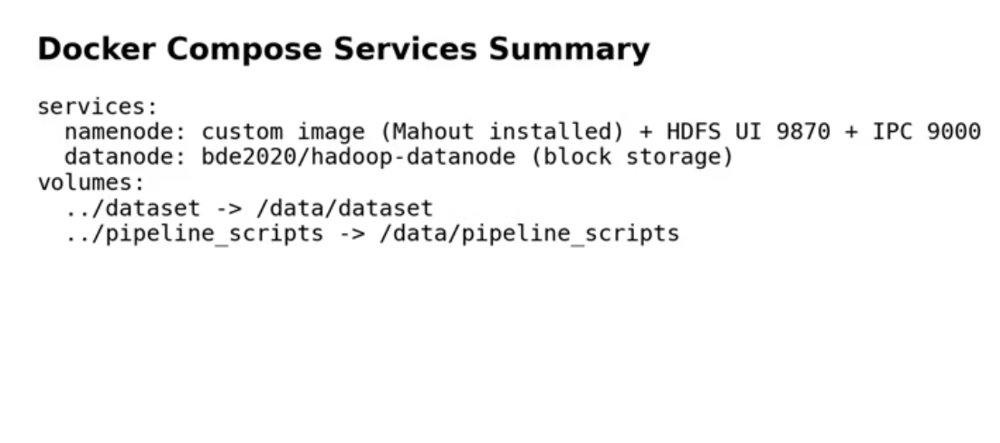 Docker Compose Services Summary
services:
  namenode: custom image (Mahout installed) + HDFS UI 9870 + IPC 9000
  datanode: bde2020/hadoop-datanode (block storage)
volumes:
  ../dataset -> /data/dataset
  ../pipeline_scripts -> /data/pipeline_scripts